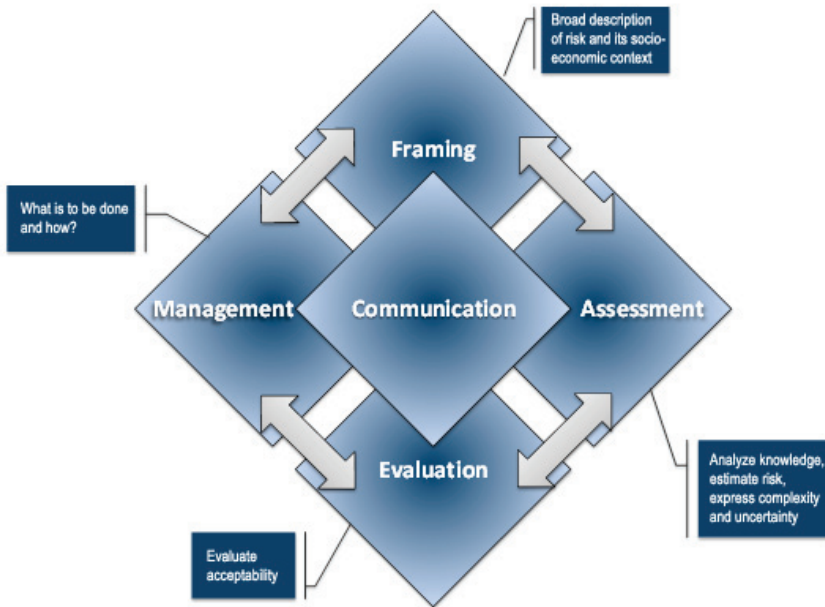 Broad description
of risk and its socio-
economic context
Framing
What is to be done
and how?
Management
Communication
Assessment
Evaluation
Analyze knowledge,
estimate risk,
express complexity
and uncertainty
Evaluate
acceptability